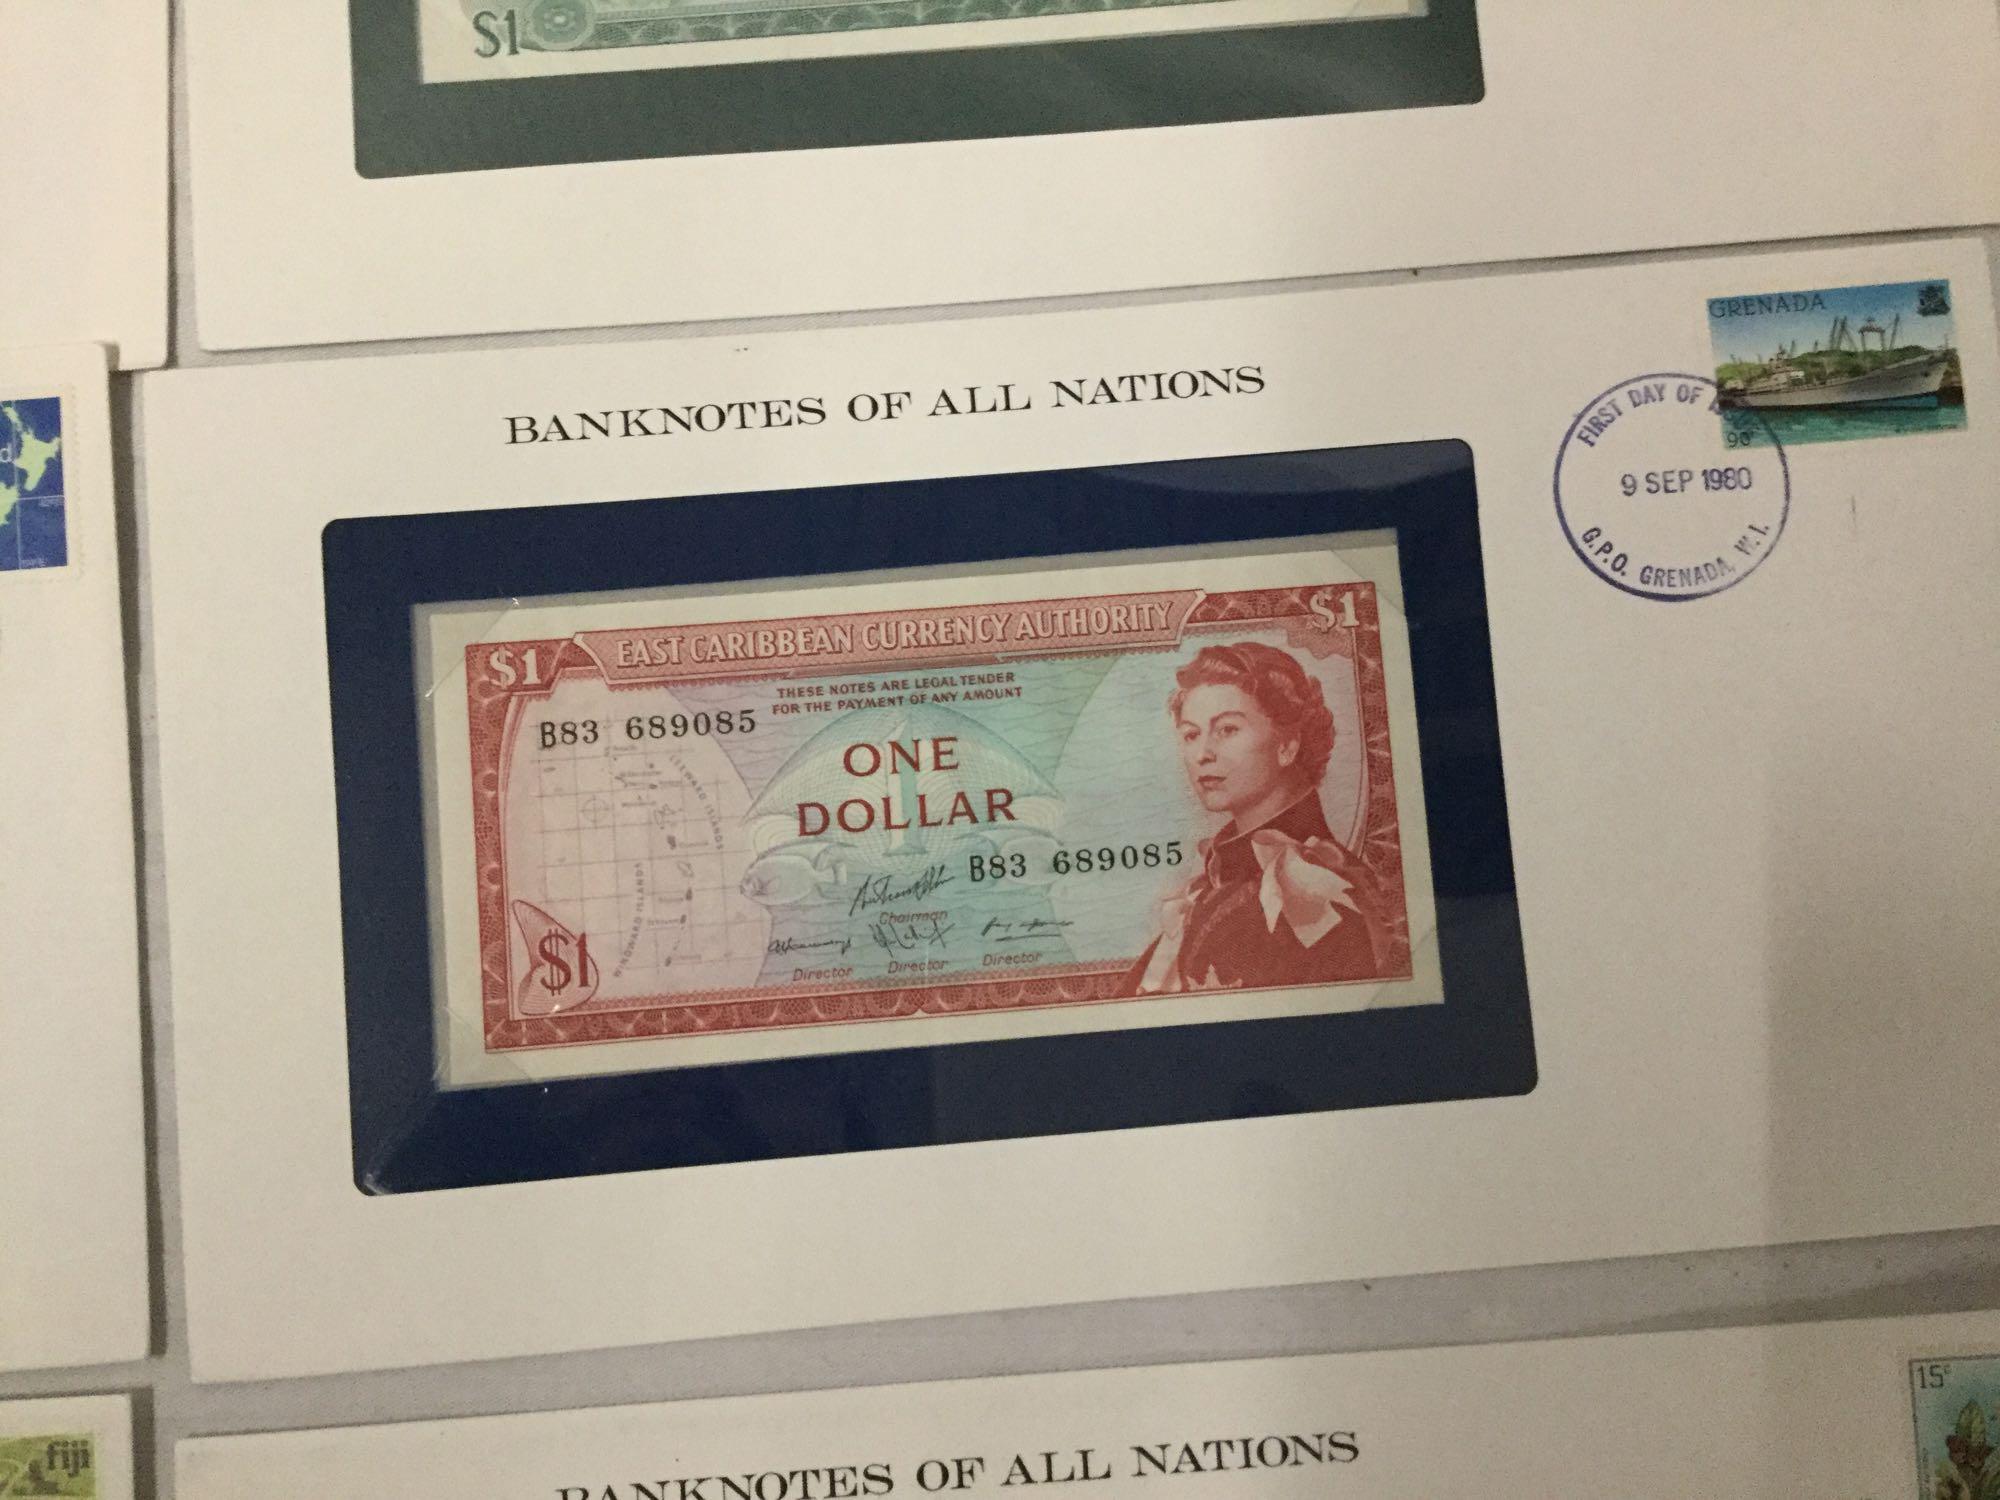 $1
BANKNOTES OF ALL NATIONS
GRENADA
90
FIRST DAY OF
9 SEP 1980
G.P.O. GRENADA, W.I.
$1
EAST CARIBBEAN CURRENCY AUTHORITY
$1
THESE NOTES ARE LEGAL TENDER
FOR THE PAYMENT OF ANY AMOUNT
B83 689085
ONE
DOLLAR
1
LEEWARD ISLANDS
WINDWARD ISLANDS
B83 689085
Chairman
Director Director Director
$1
d
fiji
15c
BANKNOTES OF ALL NATIONS